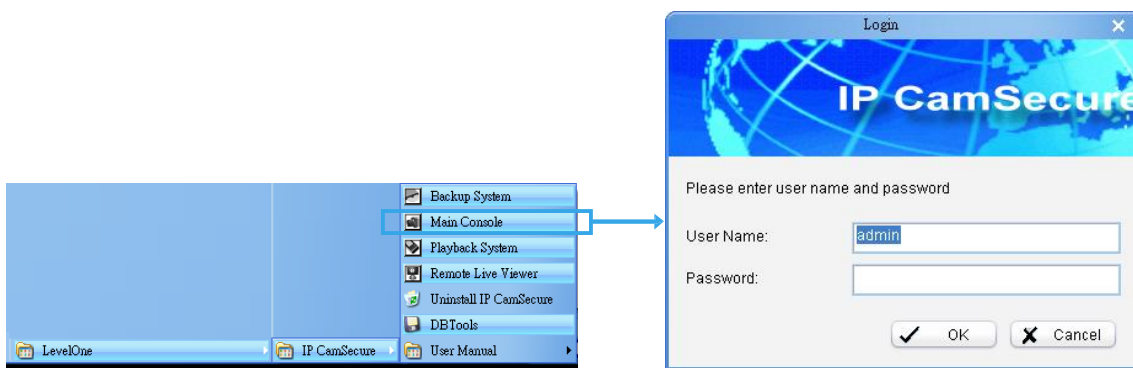 Backup System
Main Console
Playback System
Remote Live Viewer
Uninstall IP CamSecure
DBTools
LevelOne
IP CamSecure
User Manual
Login
IP CamSecure
Please enter user name and password
User Name:
admin
Password:
OK
Cancel